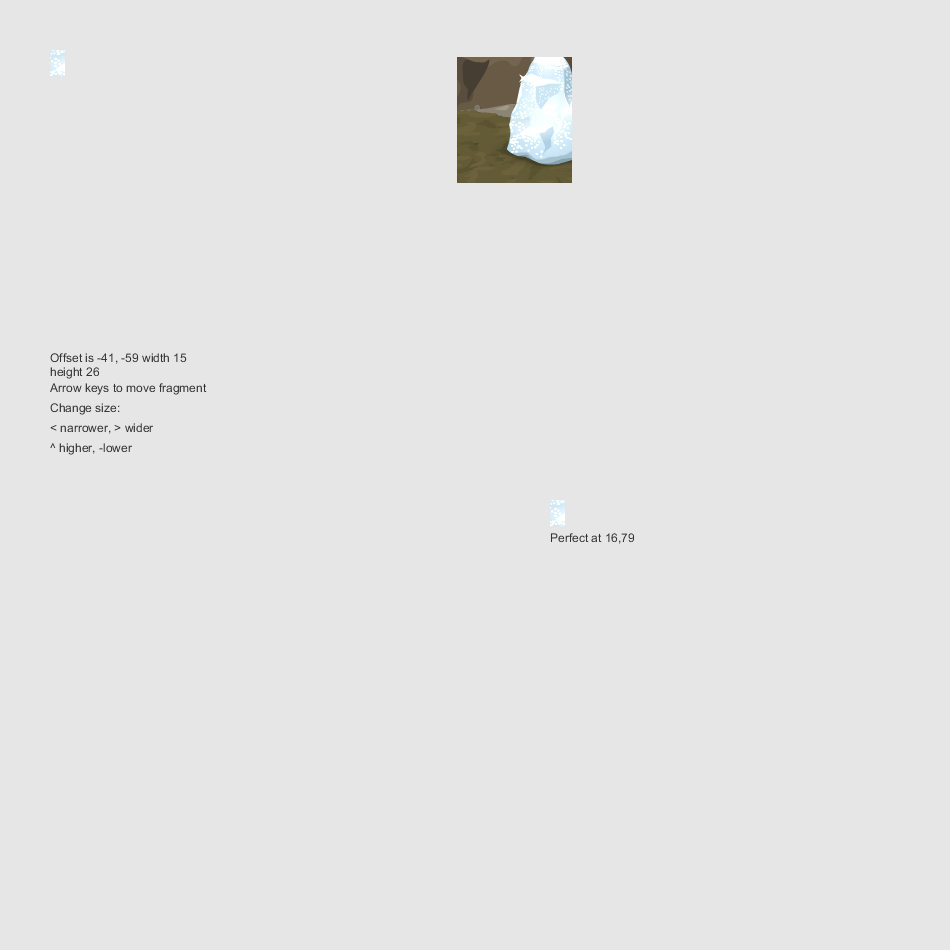 Offset is -41, -59 width 15
height 26
Arrow keys to move fragment
Change size:
< narrower, > wider
^ higher, -lower
Perfect at 16,79